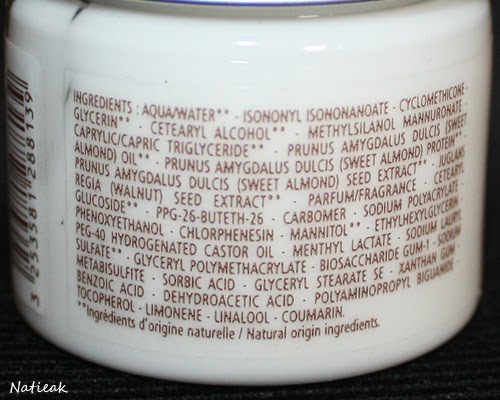 INGREDIENTS : AQUA/WATER** · ISONONYL ISONONANOATE · CYCLOMETHICONE ·
GLYCERIN** · CETEARYL ALCOHOL** · METHYLSILANOL MANNURONATE ·
CAPRYLIC/CAPRIC TRIGLYCERIDE** · PRUNUS AMYGDALUS DULCIS (SWEET
ALMOND) OIL** · PRUNUS AMYGDALUS DULCIS (SWEET ALMOND) PROTEIN** ·
PRUNUS AMYGDALUS DULCIS (SWEET ALMOND) SEED EXTRACT** · JUGLANS
REGIA (WALNUT) SEED EXTRACT** · PARFUM/FRAGRANCE · CETEARYL
GLUCOSIDE** · PPG-26-BUTETH-26 · CARBOMER · SODIUM POLYACRYLATE ·
PHENOXYETHANOL · CHLORPHENESIN · MANNITOL** · ETHYLHEXYLGLYCERIN ·
PEG-40 HYDROGENATED CASTOR OIL · MENTHYL LACTATE · SODIUM LAURYL
SULFATE** · GLYCERYL POLYMETHACRYLATE · BIOSACCHARIDE GUM-1 · SODIUM
METABISULFITE · SORBIC ACID · GLYCERYL STEARATE SE · XANTHAN GUM ·
BENZOIC ACID · DEHYDROACETIC ACID · POLYAMINOPROPYL BIGUANIDE ·
TOCOPHEROL · LIMONENE · LINALOOL · COUMARIN.
**Ingrédients d'origine naturelle / Natural origin ingredients.
3 253581 288139
Natieak